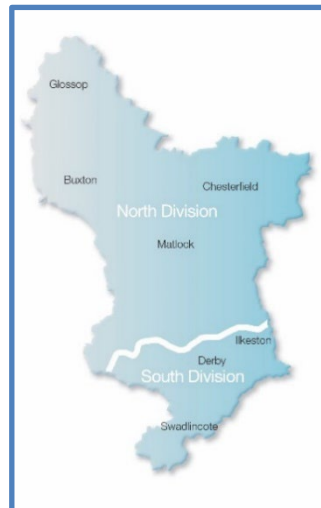 Glossop
Buxton
Chesterfield
North Division
Matlock
Ilkeston
Derby
South Division
Swadlincote